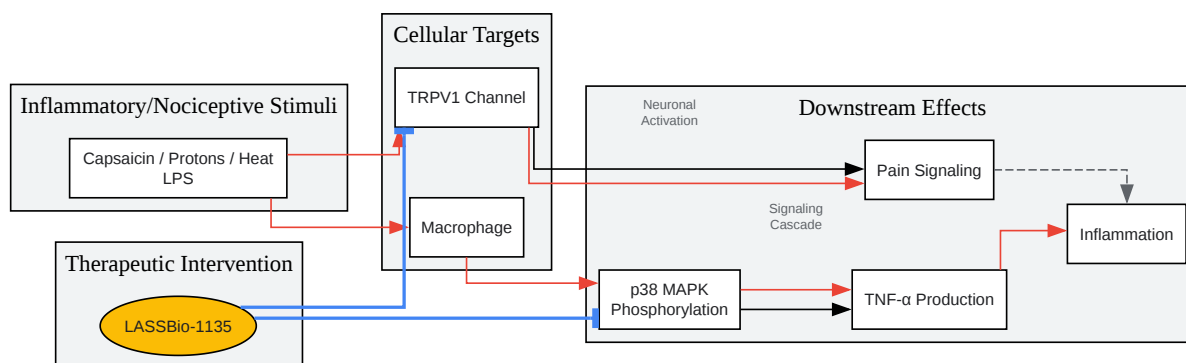 Cellular Targets
TRPV1 Channel
Macrophage
Inflammatory/Nociceptive Stimuli
Capsaicin / Protons / Heat
LPS
Therapeutic Intervention
LASSBio-1135
Downstream Effects
Neuronal
Activation
Pain Signaling
Signaling
Cascade
Inflammation
p38 MAPK
Phosphorylation
TNF-α Production